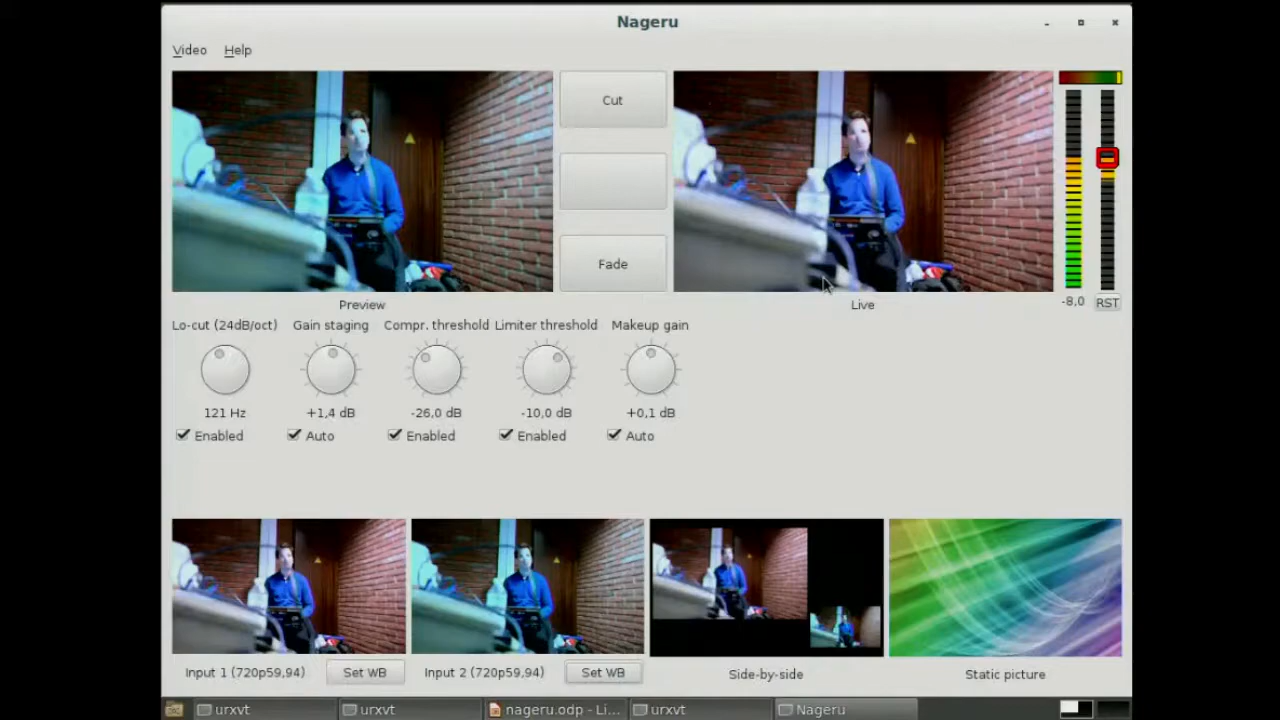 Nageru
Video Help
Cut
Fade
Preview
Live
-8,0 RST
Lo-cut (24dB/oct) Gain staging Compr. threshold Limiter threshold Makeup gain
121 Hz +1,4 dB -26,0 dB -10,0 dB +0,1 dB
Enabled Auto Enabled Enabled Auto
Input 1 (720p59,94) Set WB Input 2 (720p59,94) Set WB Side-by-side Static picture
urxvt urxvt nageru.odp - Li... urxvt Nageru